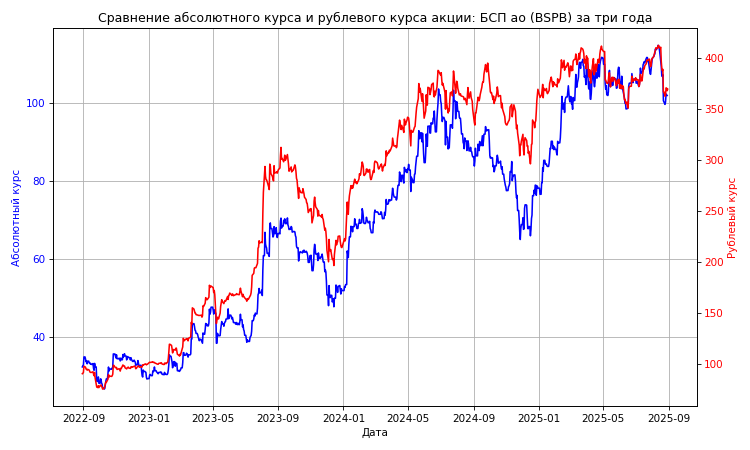 Сравнение абсолютного курса и рублевого курса акции: БСП ао (BSPB) за три года
Абсолютный курс
100
80
60
40
400
350
300
250
200
150
100
Рублевый курс
2022-09 2023-01 2023-05 2023-09 2024-01 2024-05 2024-09 2025-01 2025-05 2025-09
Дата